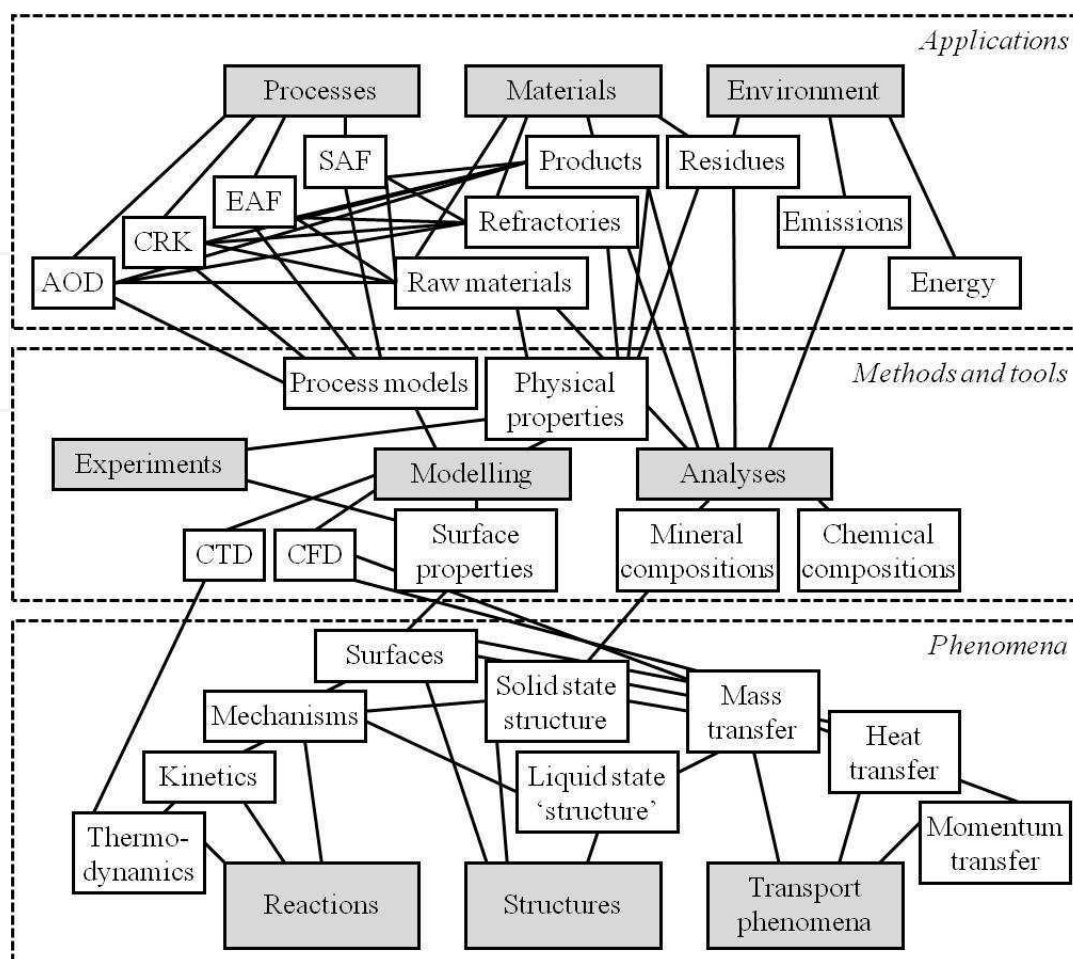 Applications
Processes
Materials
Environment
SAF
Products
Residues
EAF
Refractories
Emissions
CRK
AOD
Raw materials
Energy
Process models
Physical
properties
Methods and tools
Experiments
Modelling
Analyses
CTD
CFD
Surface
properties
Mineral
compositions
Chemical
compositions
Phenomena
Surfaces
Solid state
structure
Mass
transfer
Mechanisms
Heat
transfer
Kinetics
Liquid state
‘structure’
Thermo-
dynamics
Momentum
transfer
Reactions
Structures
Transport
phenomena